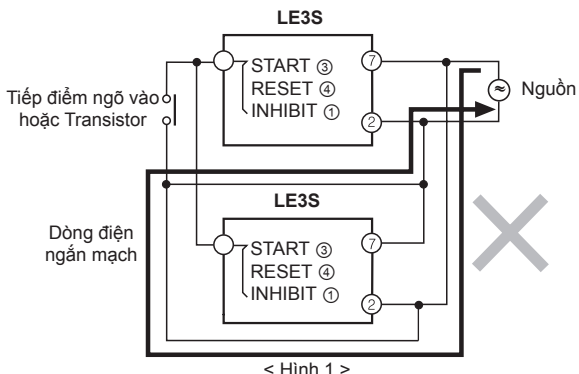 LE3S
START ③
RESET ④
INHIBIT ①
⑦
②
Tiếp điểm ngõ vào
hoặc Transistor
Nguồn
LE3S
START ③
RESET ④
INHIBIT ①
⑦
②
Dòng điện
ngắn mạch
< Hình 1 >